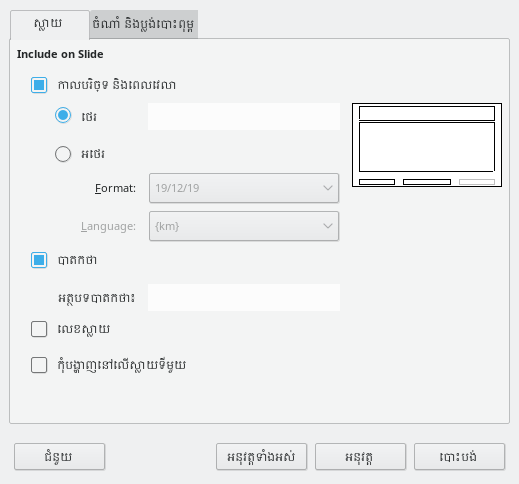 ស្លាយ
ចំណាំ និងប្លង់បោះពុម្ព
Include on Slide
កាលបរិច្ឆេទ និងពេលវេលា
ថេរ
អថេរ
Format:
19/12/19
Language:
{km}
បាតកថា
អត្ថបទបាតកថា៖
លេខស្លាយ
កុំបង្ហាញនៅលើស្លាយទីមួយ
ជំនួយ
អនុវត្តទាំងអស់
អនុវត្ត
បោះបង់